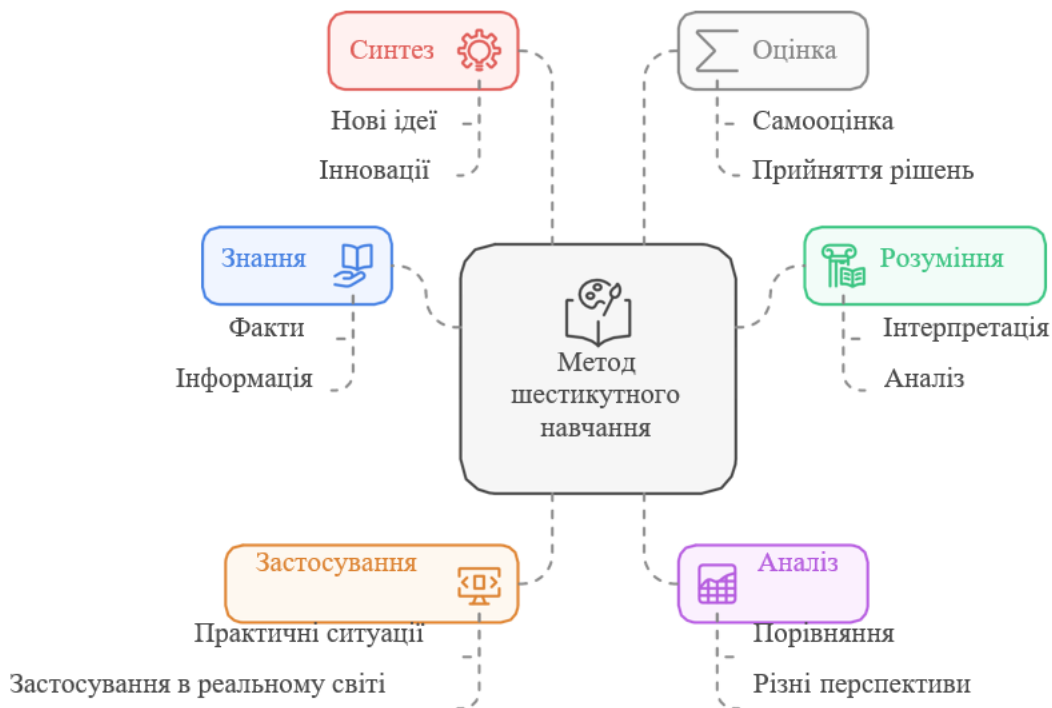 Синтез
Оцінка
Нові ідеї
Інновації
Самооцінка
Прийняття рішень
Знання
Розуміння
Факти
Інформація
Інтерпретація
Аналіз
Метод
шестикутного
навчання
Застосування
Аналіз
Практичні ситуації
Застосування в реальному світі
Порівняння
Різні перспективи